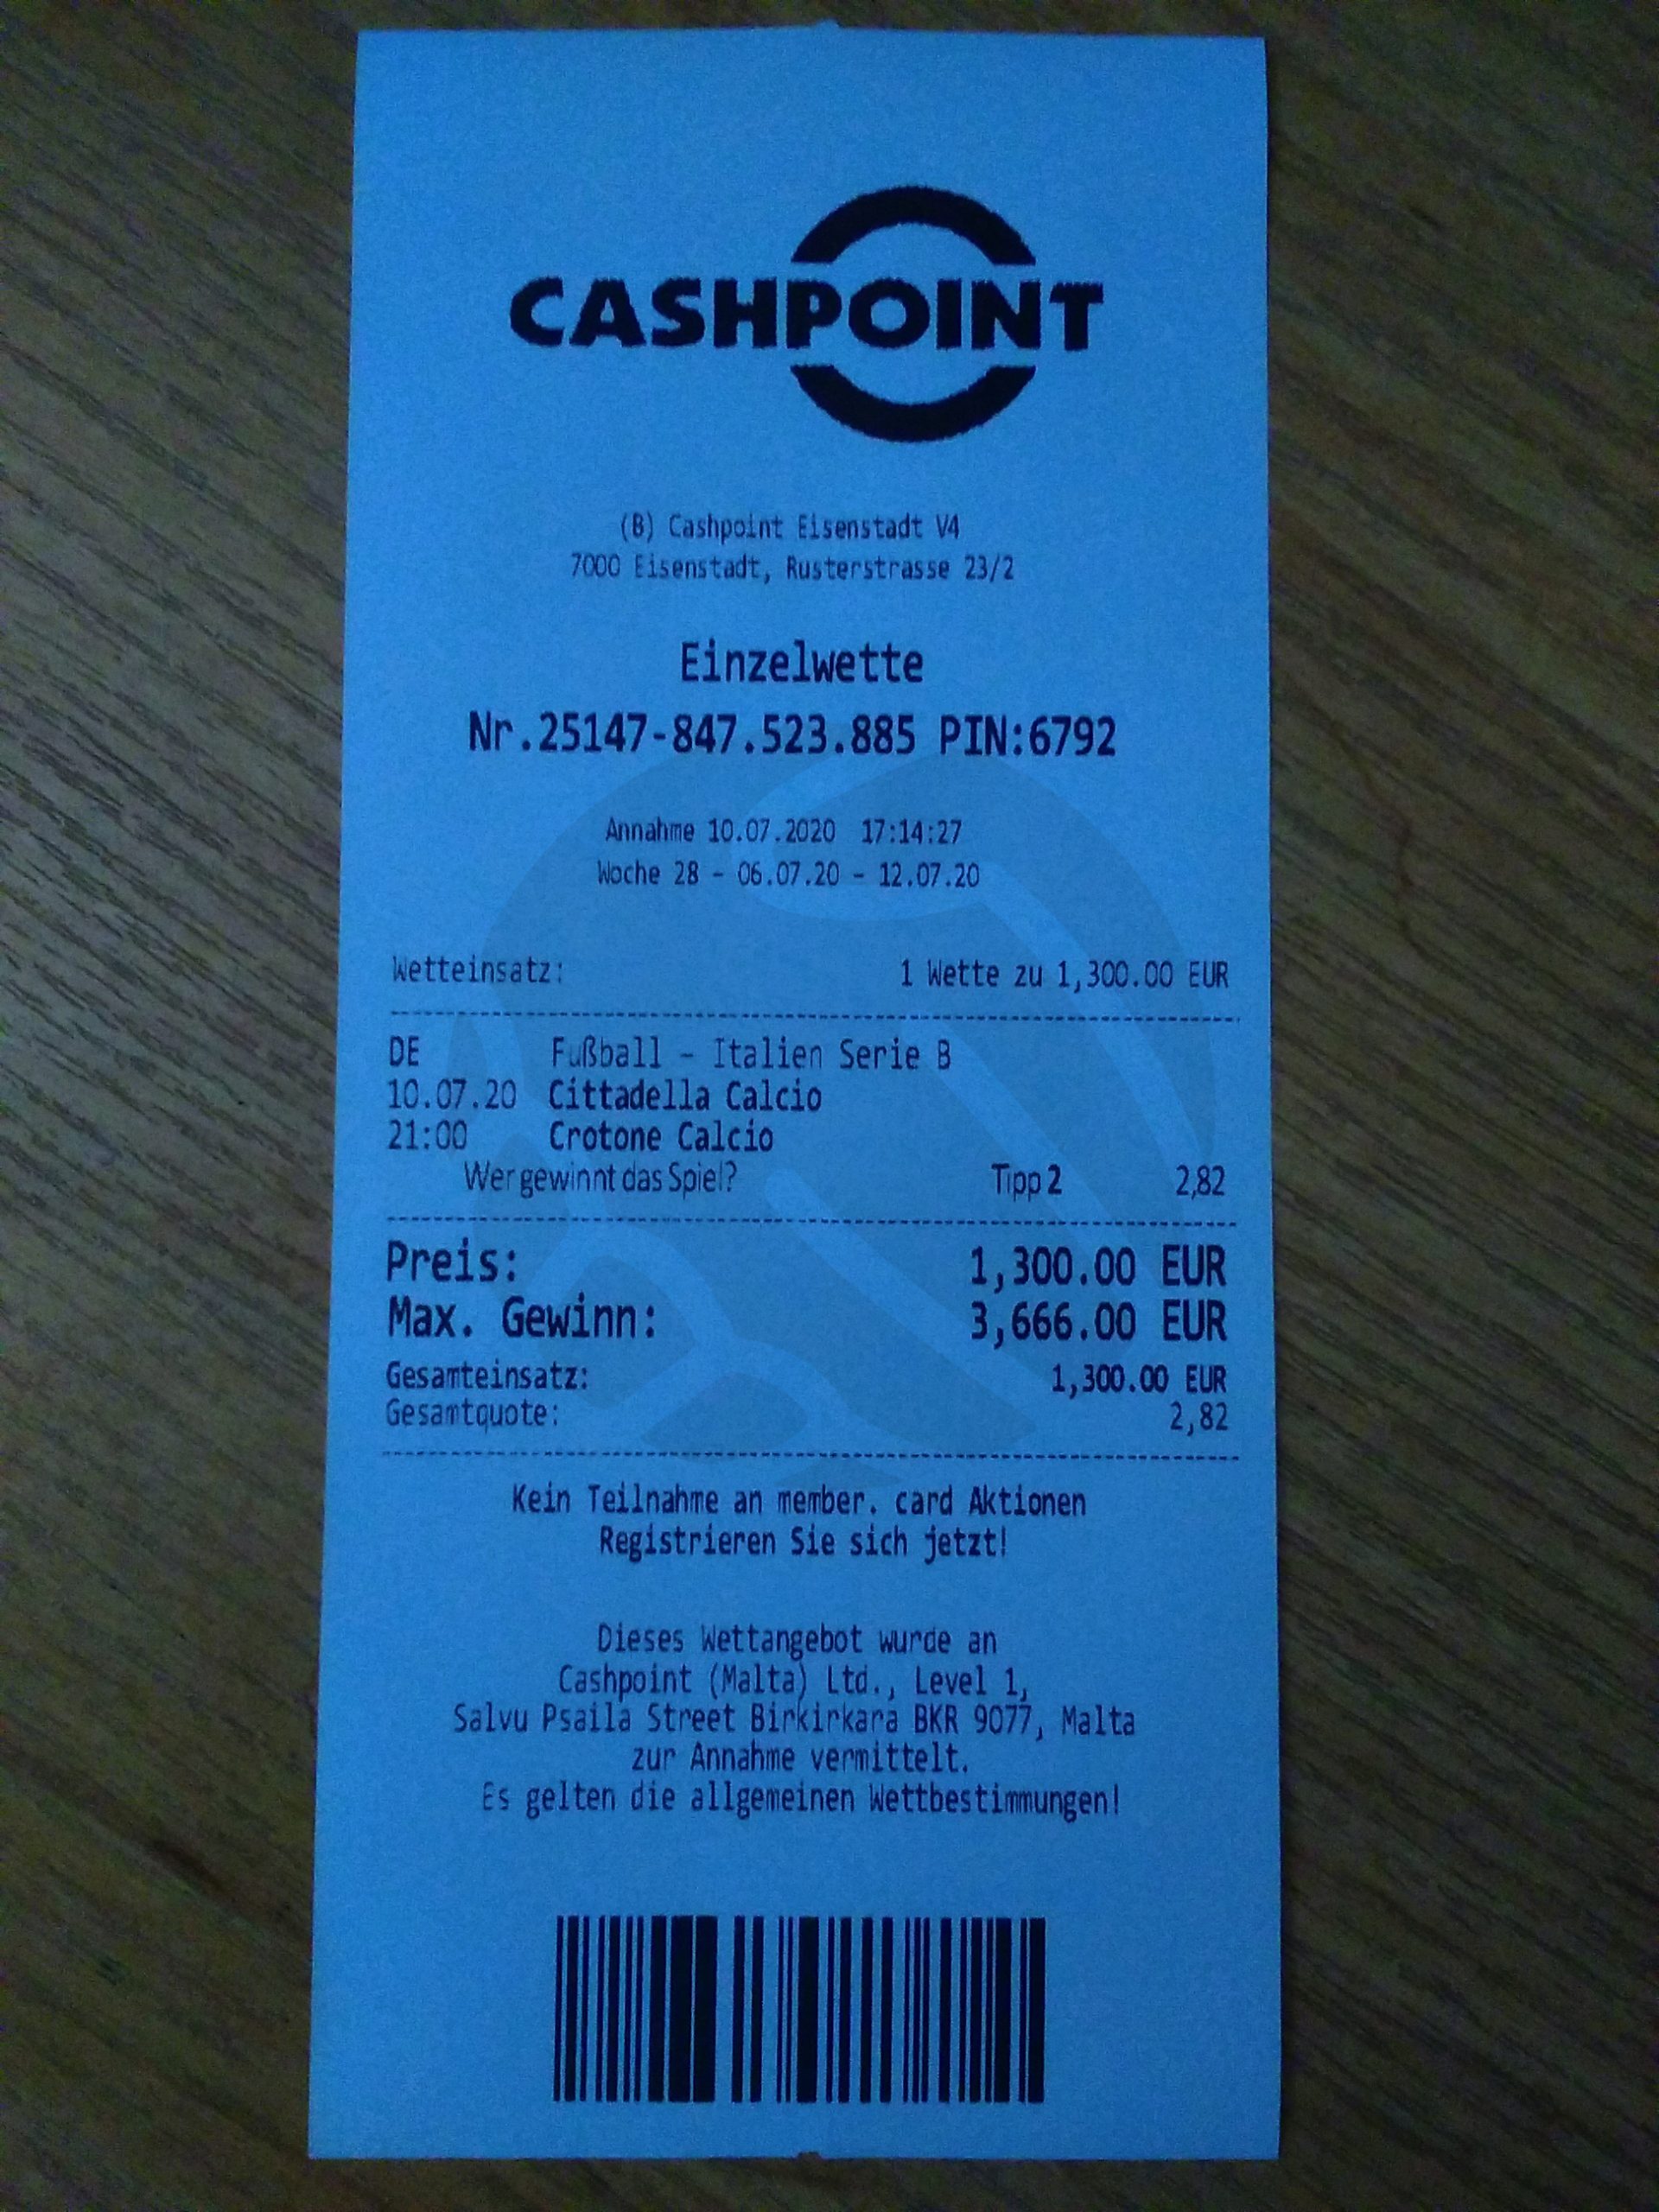 CASHPOINT
(B) Cashpoint Eisenstadt V4
7000 Eisenstadt, Rusterstrasse 23/2
Einzelwette
Nr.25147-847.523.885 PIN:6792
Annahme 10.07.2020 17:14:27
Woche 28 - 06.07.20 - 12.07.20
Wetteinsatz: 1 Wette zu 1,300.00 EUR
DE Fußball - Italien Serie B
10.07.20 Cittadella Calcio
21:00 Crotone Calcio
Wer gewinnt das Spiel? Tipp 2 2,82
Preis: 1,300.00 EUR
Max. Gewinn: 3,666.00 EUR
Gesamteinsatz: 1,300.00 EUR
Gesamtquote: 2,82
Kein Teilnahme an member. card Aktionen
Registrieren Sie sich jetzt!
Dieses Wettangebot wurde an
Cashpoint (Malta) Ltd., Level 1,
Salvu Psaila Street Birkirkara BKR 9077, Malta
zur Annahme vermittelt.
Es gelten die allgemeinen Wettbestimmungen!